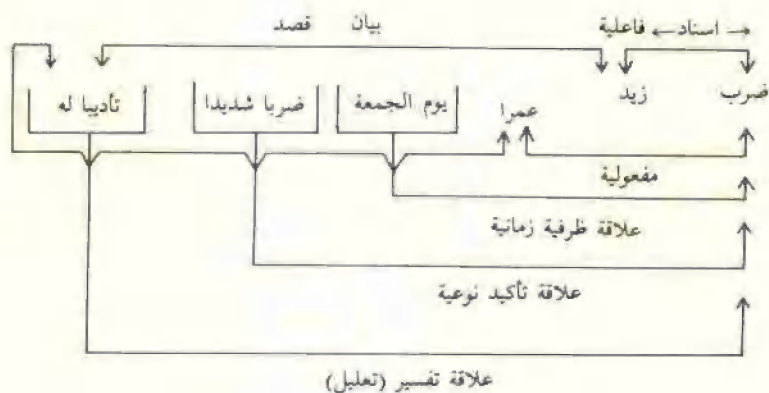 بيان قصد
← اسناد → فاعلية
ضرب زيد عمرا يوم الجمعة ضربا شديدا تأديبا له
مفعولية
علاقة ظرفية زمانية
علاقة تأكيد نوعية
علاقة تفسير (تعليل)